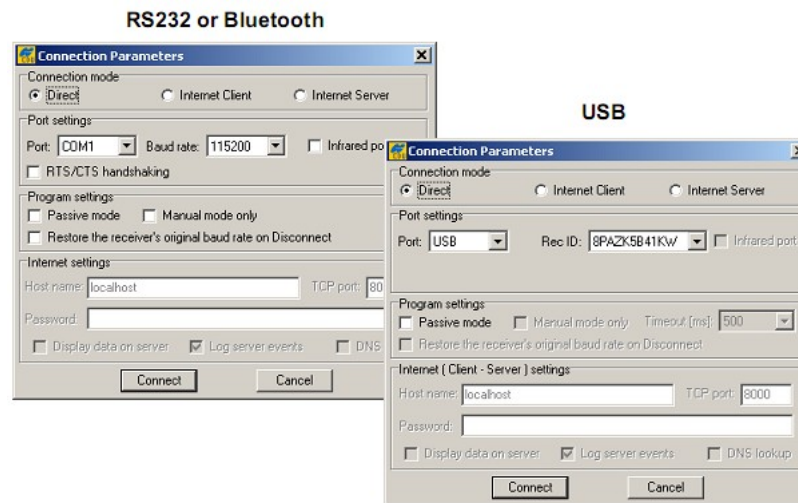 RS232 or Bluetooth
Connection Parameters
Connection mode
Direct Internet Client Internet Server
Port settings
Port: COM1 Baud rate: 115200 Infrared po
RTS/CTS handshaking
Program settings
Passive mode Manual mode only
Restore the receiver's original baud rate on Disconnect
Internet settings
Host name: localhost TCP port: 80
Password:
Display data on server Log server events DNS
Connect Cancel
USB
Connection Parameters
Connection mode
Direct Internet Client Internet Server
Port settings
Port: USB Rec ID: 8PAZK5B41KW Infrared port
Program settings
Passive mode Manual mode only Timeout [ms]: 500
Restore the receiver's original baud rate on Disconnect
Internet ( Client - Server ) settings
Host name: localhost TCP port: 8000
Password:
Display data on server Log server events DNS lookup
Connect Cancel